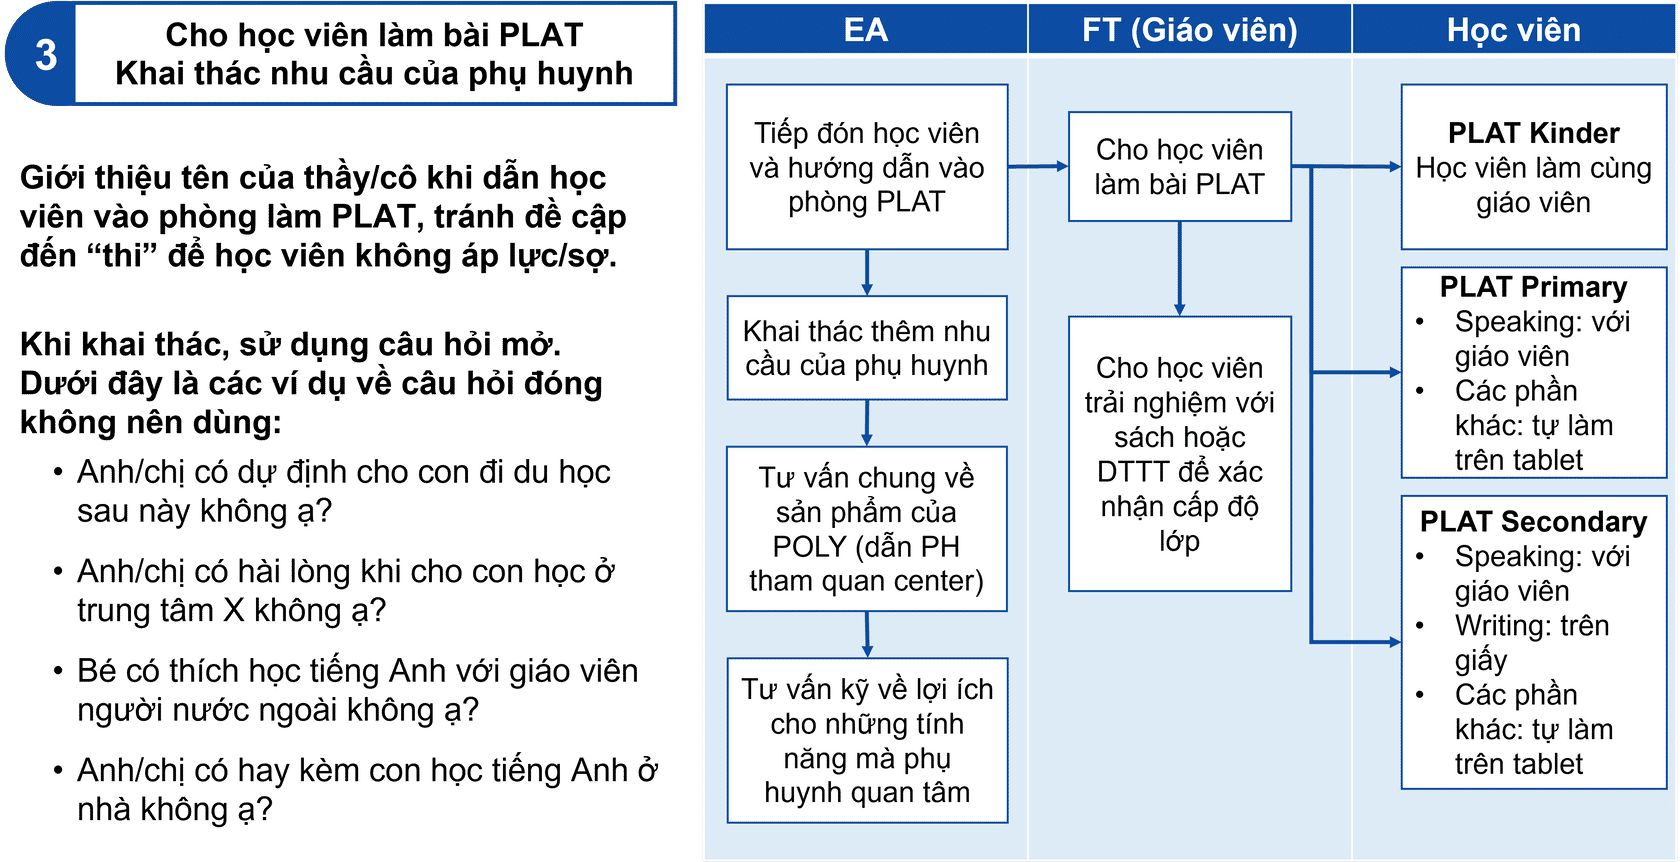 3
Cho học viên làm bài PLAT
Khai thác nhu cầu của phụ huynh
Giới thiệu tên của thầy/cô khi dẫn học
viên vào phòng làm PLAT, tránh đề cập
đến “thi” để học viên không áp lực/sợ.
Khi khai thác, sử dụng câu hỏi mở.
Dưới đây là các ví dụ về câu hỏi đóng
không nên dùng:
• Anh/chị có dự định cho con đi du học
sau này không ạ?
• Anh/chị có hài lòng khi cho con học ở
trung tâm X không ạ?
• Bé có thích học tiếng Anh với giáo viên
người nước ngoài không ạ?
• Anh/chị có hay kèm con học tiếng Anh ở
nhà không ạ?
EA
Tiếp đón học viên
và hướng dẫn vào
phòng PLAT
Khai thác thêm nhu
cầu của phụ huynh
Tư vấn chung về
sản phẩm của
POLY (dẫn PH
tham quan center)
Tư vấn kỹ về lợi ích
cho những tính
năng mà phụ
huynh quan tâm
FT (Giáo viên)
Cho học viên
làm bài PLAT
Cho học viên
trải nghiệm với
sách hoặc
DTTT để xác
nhận cấp độ
lớp
Học viên
PLAT Kinder
Học viên làm cùng
giáo viên
PLAT Primary
• Speaking: với
giáo viên
• Các phần
khác: tự làm
trên tablet
PLAT Secondary
• Speaking: với
giáo viên
• Writing: trên
giấy
• Các phần
khác: tự làm
trên tablet